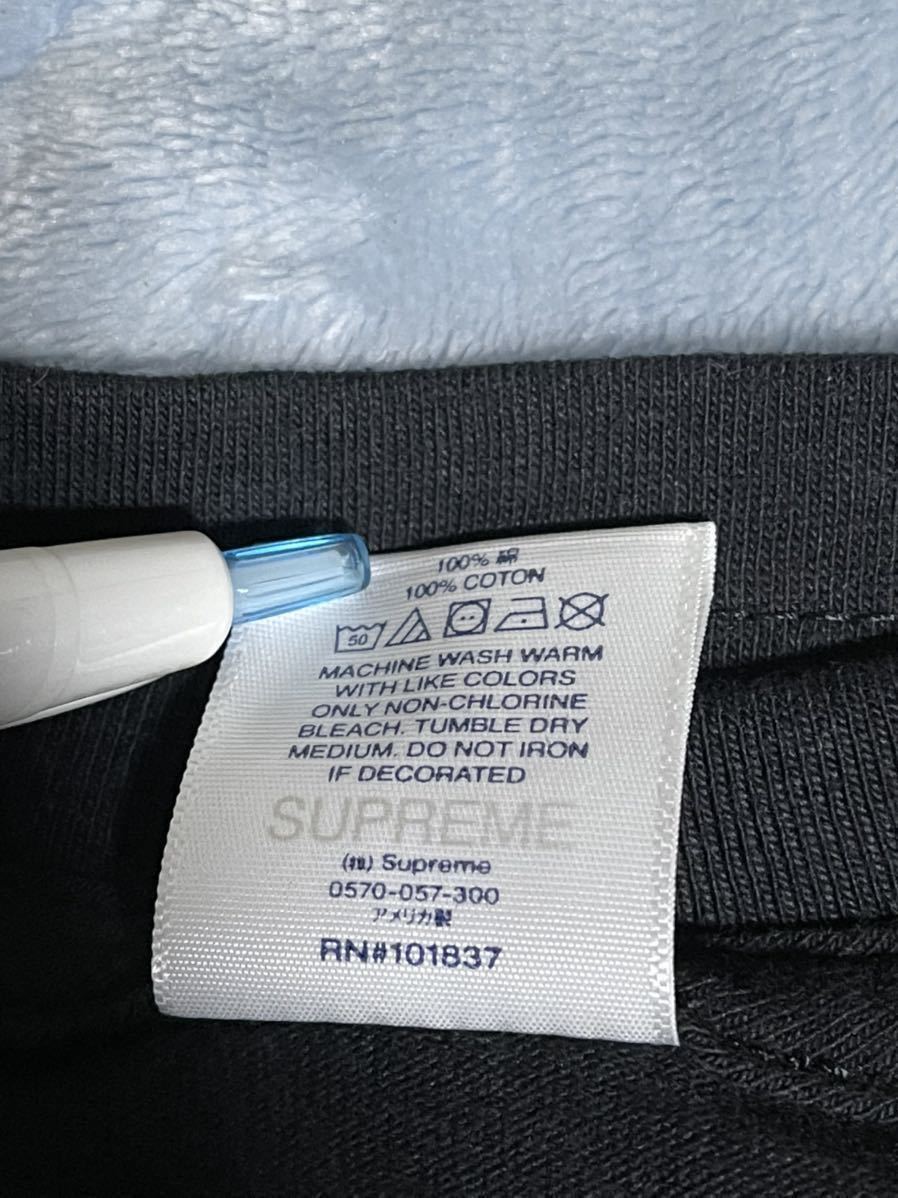 100% 綿
100% COTON
50
MACHINE WASH WARM
WITH LIKE COLORS
ONLY NON-CHLORINE
BLEACH. TUMBLE DRY
MEDIUM. DO NOT IRON
IF DECORATED
SUPREME
(株) Supreme
0570-057-300
アメリカ製
RN#101837